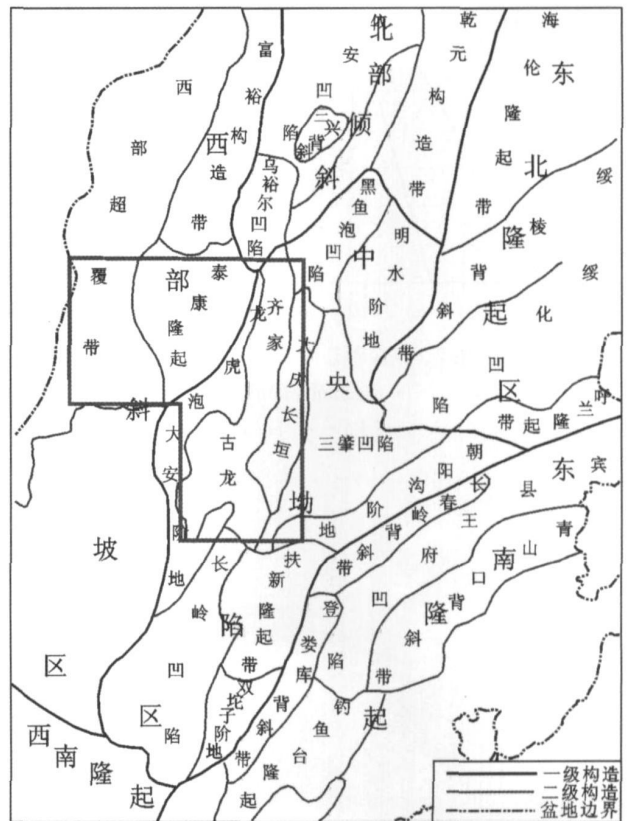 西部超覆带
富裕构造带
依安凹陷
三兴背斜
乌裕尔凹陷
乾元构造带
海伦隆起带
绥棱背斜带
绥化凹陷
呼兰隆起带
黑鱼泡凹陷
明水阶地
泰康隆起
龙虎泡
大安阶地
齐家
古龙
大庆长垣
三肇凹陷
朝阳沟阶地
长春岭背斜带
宾县
王府凹陷
青山口背斜带
长岭凹陷
扶新隆起带
双坨子阶地
登娄库背斜带
钓鱼台隆起
西部斜坡区
北部倾斜区
中央坳陷区
东北隆起区
东南隆起
西南隆起
一级构造
二级构造
盆地边界